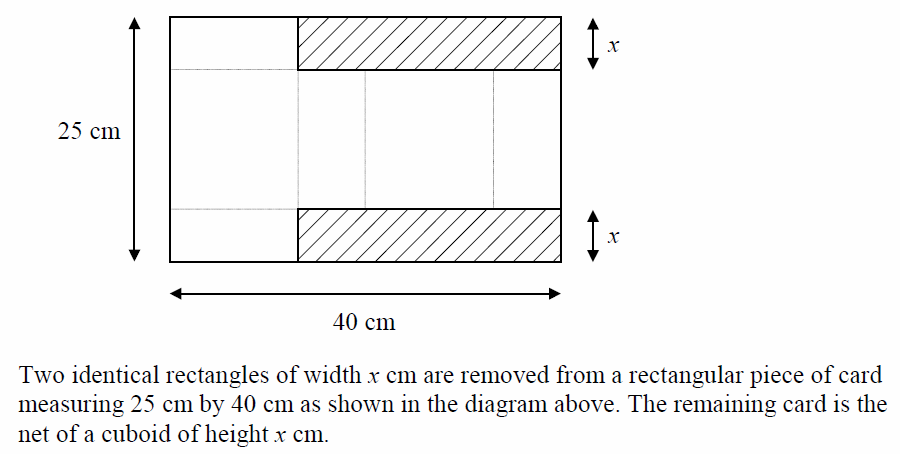 x
25 cm
x
40 cm
Two identical rectangles of width x cm are removed from a rectangular piece of card
measuring 25 cm by 40 cm as shown in the diagram above. The remaining card is the
net of a cuboid of height x cm.